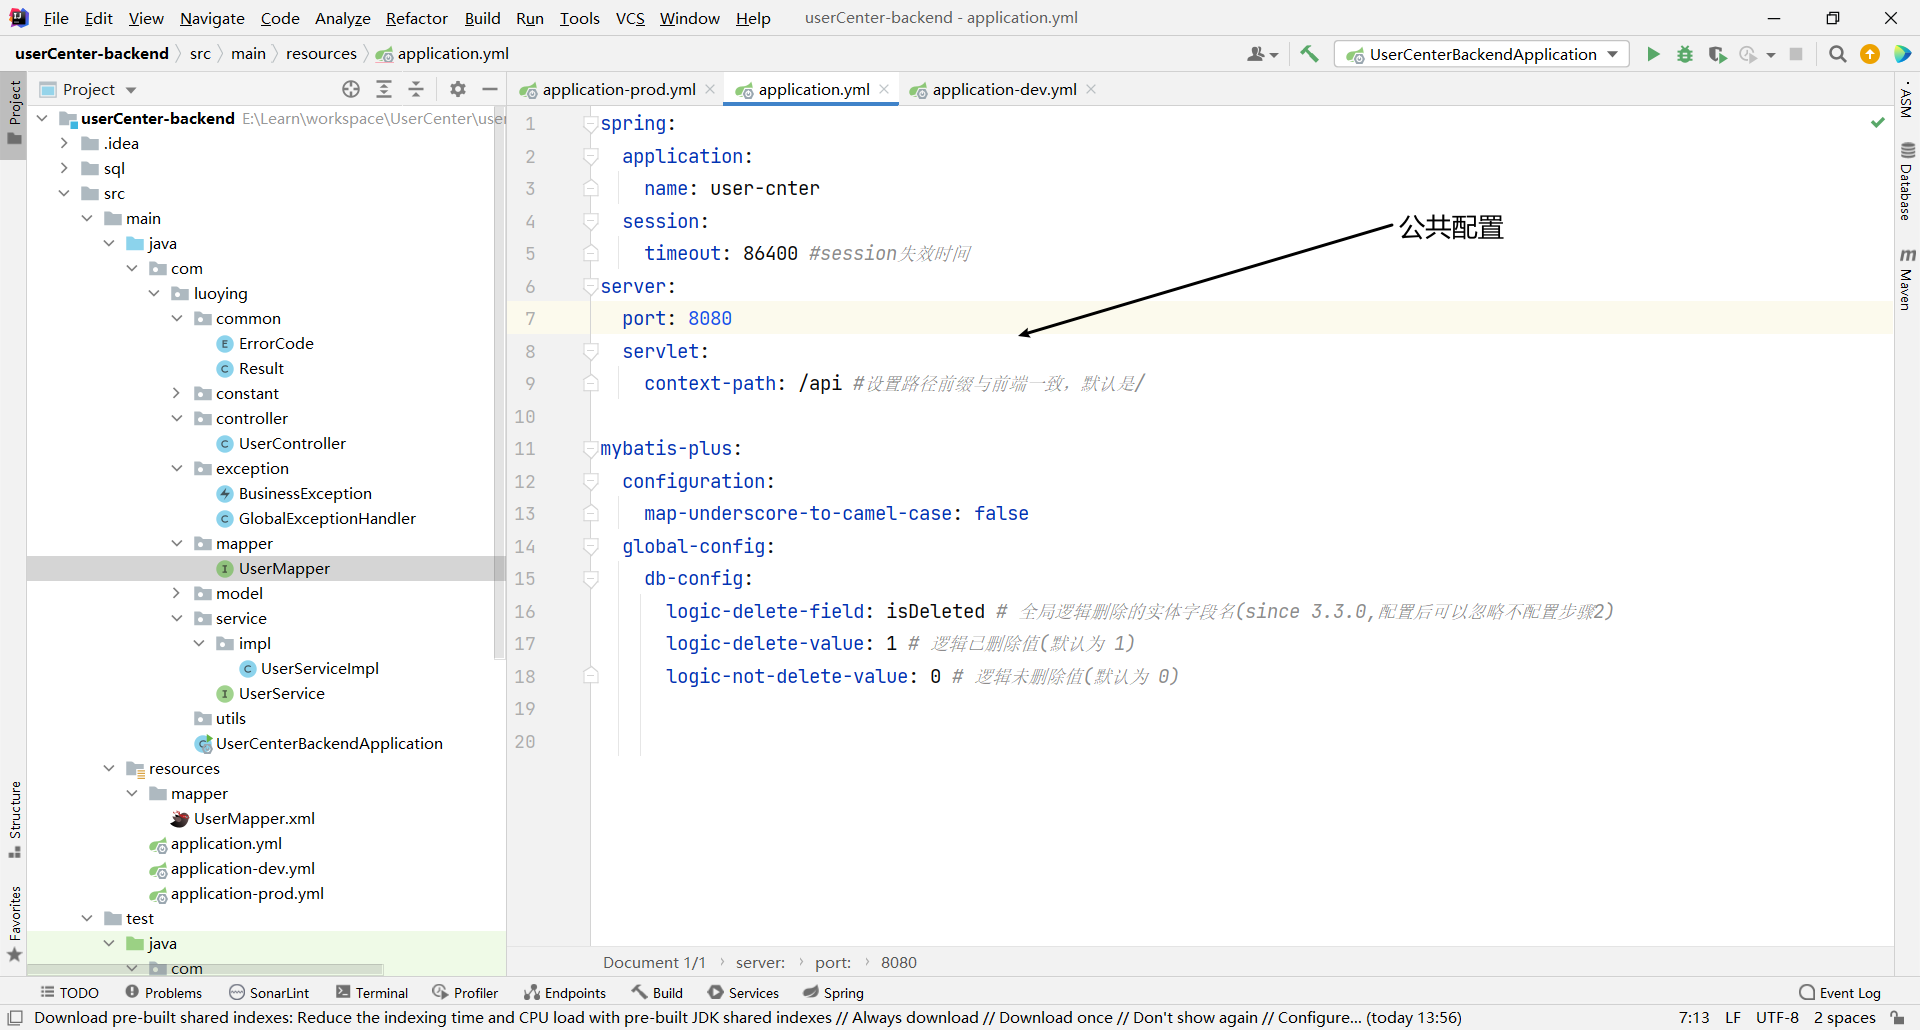 File Edit View Navigate Code Analyze Refactor Build Run Tools VCS Window Help userCenter-backend - application.yml
userCenter-backend src main resources application.yml UserCenterBackendApplication
Project
application-prod.yml application.yml application-dev.yml
userCenter-backend E:\Learn\workspace\UserCenter\user
.idea
sql
src
main
java
com
luoying
common
ErrorCode
Result
constant
controller
UserController
exception
BusinessException
GlobalExceptionHandler
mapper
UserMapper
model
service
impl
UserServiceImpl
UserService
utils
UserCenterBackendApplication
resources
mapper
UserMapper.xml
application.yml
application-dev.yml
application-prod.yml
test
java
com
1 spring:
2 application:
3 name: user-cnter
4 session:
5 timeout: 86400 #session失效时间
6 server:
7 port: 8080
8 servlet:
9 context-path: /api #设置路径前缀与前端一致，默认是/
10
11 mybatis-plus:
12 configuration:
13 map-underscore-to-camel-case: false
14 global-config:
15 db-config:
16 logic-delete-field: isDeleted # 全局逻辑删除的实体字段名(since 3.3.0,配置后可以忽略不配置步骤2)
17 logic-delete-value: 1 # 逻辑已删除值(默认为 1)
18 logic-not-delete-value: 0 # 逻辑未删除值(默认为 0)
19
20
公共配置
Project
Structure
Favorites
ASM
Database
Maven
Document 1/1 server: port: 8080
TODO Problems SonarLint Terminal Profiler Endpoints Build Services Spring Event Log
Download pre-built shared indexes: Reduce the indexing time and CPU load with pre-built JDK shared indexes // Always download // Download once // Don't show again // Configure... (today 13:56) 7:13 LF UTF-8 2 spaces